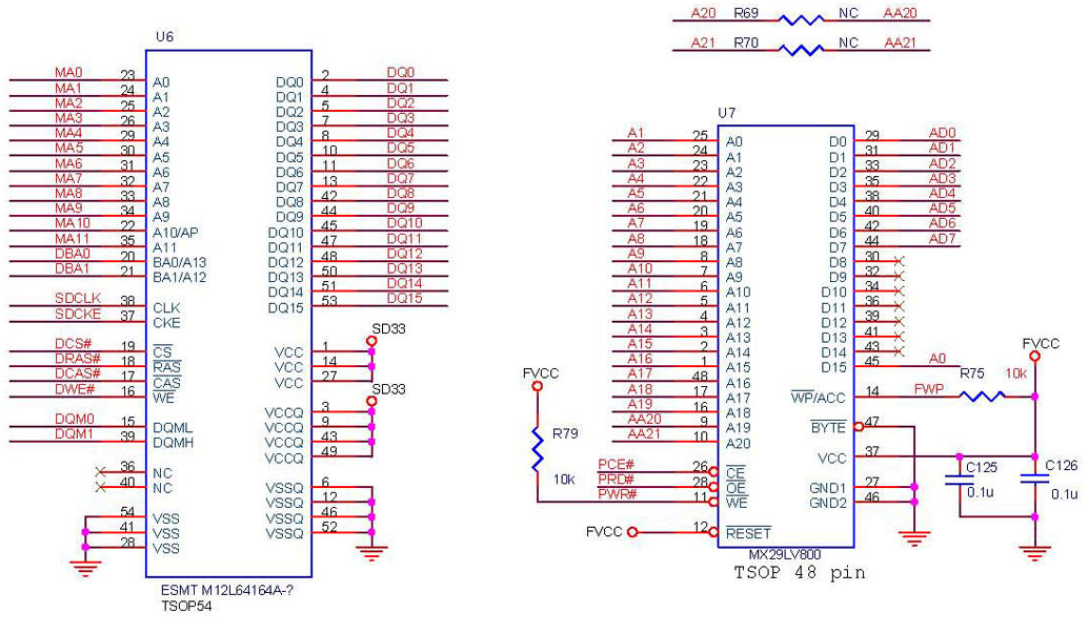 A20 R69 NC AA20
A21 R70 NC AA21
U6
MA0 23 A0 DQ0 2 DQ0
MA1 24 A1 DQ1 4 DQ1
MA2 25 A2 DQ2 5 DQ2
MA3 26 A3 DQ3 7 DQ3
MA4 29 A4 DQ4 8 DQ4
MA5 30 A5 DQ5 10 DQ5
MA6 31 A6 DQ6 11 DQ6
MA7 32 A7 DQ7 13 DQ7
MA8 33 A8 DQ8 42 DQ8
MA9 34 A9 DQ9 44 DQ9
MA10 22 A10/AP DQ10 45 DQ10
MA11 35 A11 DQ11 47 DQ11
DBA0 20 BA0/A13 DQ12 48 DQ12
DBA1 21 BA1/A12 DQ13 50 DQ13
DQ14 51 DQ14
SDCLK 38 CLK DQ15 53 DQ15
SDCKE 37 CKE
SD33
DCS# 19 CS VCC 1
DRAS# 18 RAS VCC 14
DCAS# 17 CAS VCC 27
DWE# 16 WE
SD33
VCCQ 3
DQM0 15 DQML VCCQ 9
DQM1 39 DQMH VCCQ 43
VCCQ 49
36 NC
40 NC
VSSQ 6
VSSQ 12
54 VSS VSSQ 46
41 VSS VSSQ 52
28 VSS
ESMT M12L64164A-?
TSOP54
U7
A1 25 A0 D0 29 AD0
A2 24 A1 D1 31 AD1
A3 23 A2 D2 33 AD2
A4 22 A3 D3 35 AD3
A5 21 A4 D4 38 AD4
A6 20 A5 D5 40 AD5
A7 19 A6 D6 42 AD6
A8 18 A7 D7 44 AD7
A9 8 A8 D8 30
A10 7 A9 D9 32
A11 6 A10 D10 34
A12 5 A11 D11 36
A13 4 A12 D12 39
A14 3 A13 D13 41
A15 2 A14 D14 43
A16 1 A15 D15 45 A0
A17 48 A16
A18 17 A17 WP/ACC 14 FWP R75 10k FVCC
A19 16 A18
AA20 9 A19 BYTE 47
AA21 10 A20
FVCC
R79
10k
VCC 37
PCE# 26 CE
PRD# 28 OE GND1 27
PWR# 11 WE GND2 46
C125
0.1u
C126
0.1u
FVCC 12 RESET
MX29LV800
TSOP 48 pin